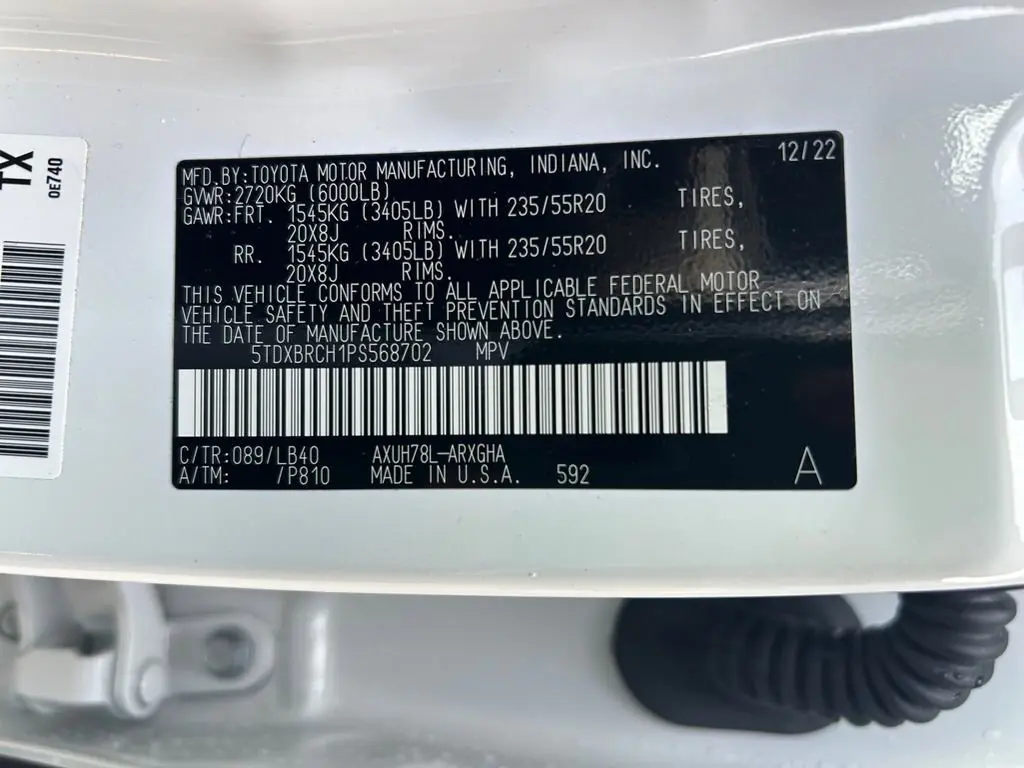 TX
0E740
MFD.BY:TOYOTA MOTOR MANUFACTURING, INDIANA, INC. 12/22
GVWR:2720KG (6000LB)
GAWR:FRT. 1545KG (3405LB) WITH 235/55R20 TIRES,
20X8J RIMS.
RR. 1545KG (3405LB) WITH 235/55R20 TIRES,
20X8J RIMS.
THIS VEHICLE CONFORMS TO ALL APPLICABLE FEDERAL MOTOR
VEHICLE SAFETY AND THEFT PREVENTION STANDARDS IN EFFECT ON
THE DATE OF MANUFACTURE SHOWN ABOVE.
5TDXBRCH1PS568702 MPV
C/TR:089/LB40 AXUH78L-ARXGHA
A/TM: /P810 MADE IN U.S.A. 592 A